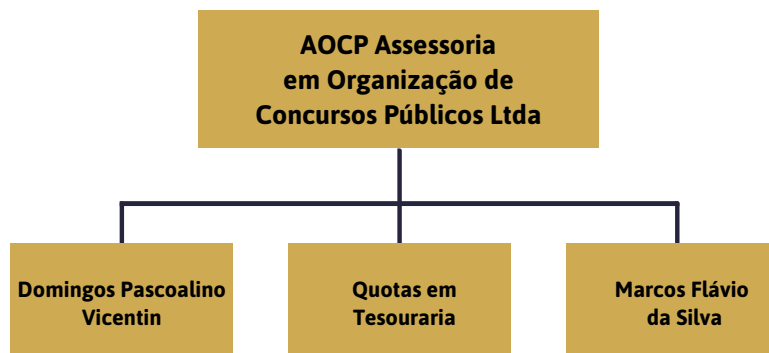 AOCP Assessoria
em Organização de
Concursos Públicos Ltda
Domingos Pascoalino
Vicentin
Quotas em
Tesouraria
Marcos Flávio
da Silva